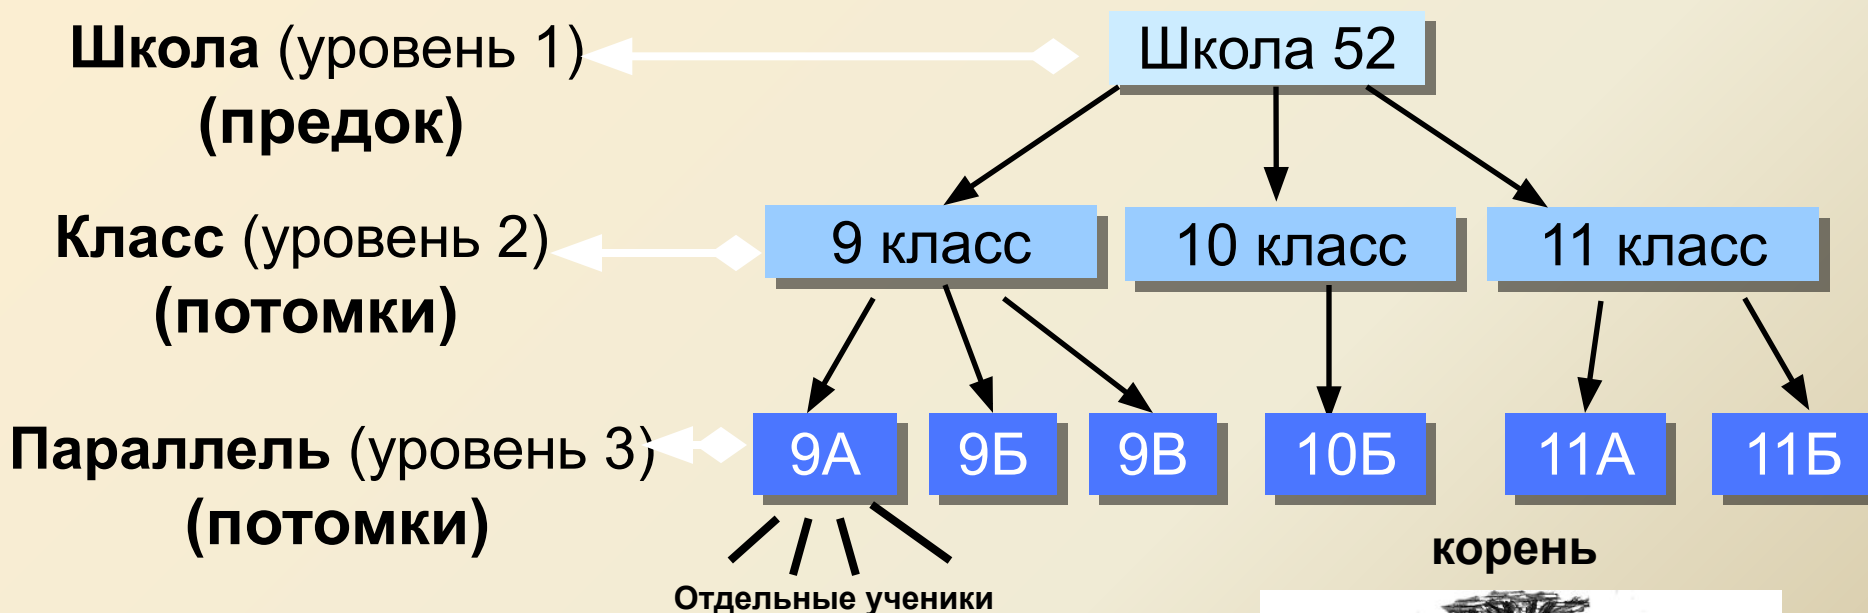 Школа (уровень 1)
(предок)
Школа 52
Класс (уровень 2)
(потомки)
9 класс
10 класс
11 класс
Параллель (уровень 3)
(потомки)
9А
9Б
9В
10Б
11А
11Б
Отдельные ученики
корень